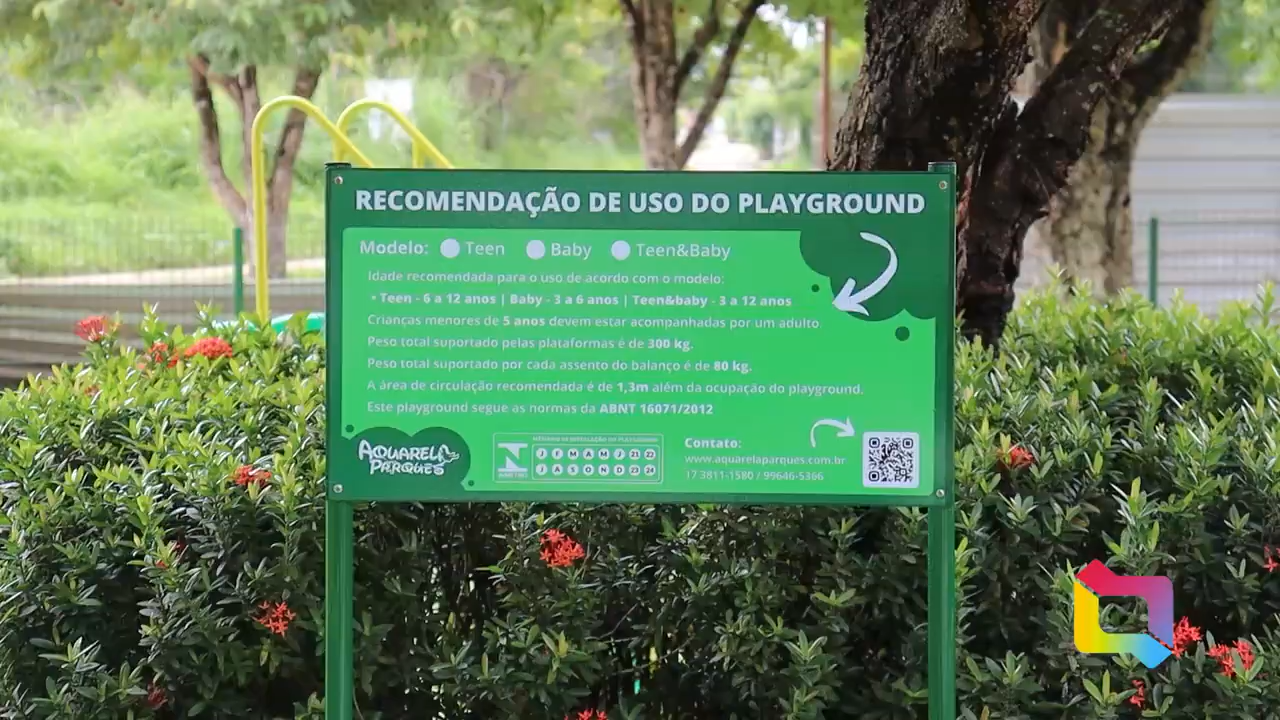 RECOMENDAÇÃO DE USO DO PLAYGROUND
Modelo: Teen Baby Teen&Baby
Idade recomendada para o uso de acordo com o modelo:
• Teen - 6 a 12 anos | Baby - 3 a 6 anos | Teen&baby - 3 a 12 anos
Crianças menores de 5 anos devem estar acompanhadas por um adulto
Peso total suportado pelas plataformas é de 300 kg.
Peso total suportado por cada assento do balanço é de 80 kg.
A área de circulação recomendada é de 1,3m além da ocupação do playground.
Este playground segue as normas da ABNT 16071/2012
AQUARELA
PARQUES
J F M A M J 21 22
J A S O N D 23 24
Contato:
www.aquarelaparques.com.br
17 3811-1580 / 99646-5366